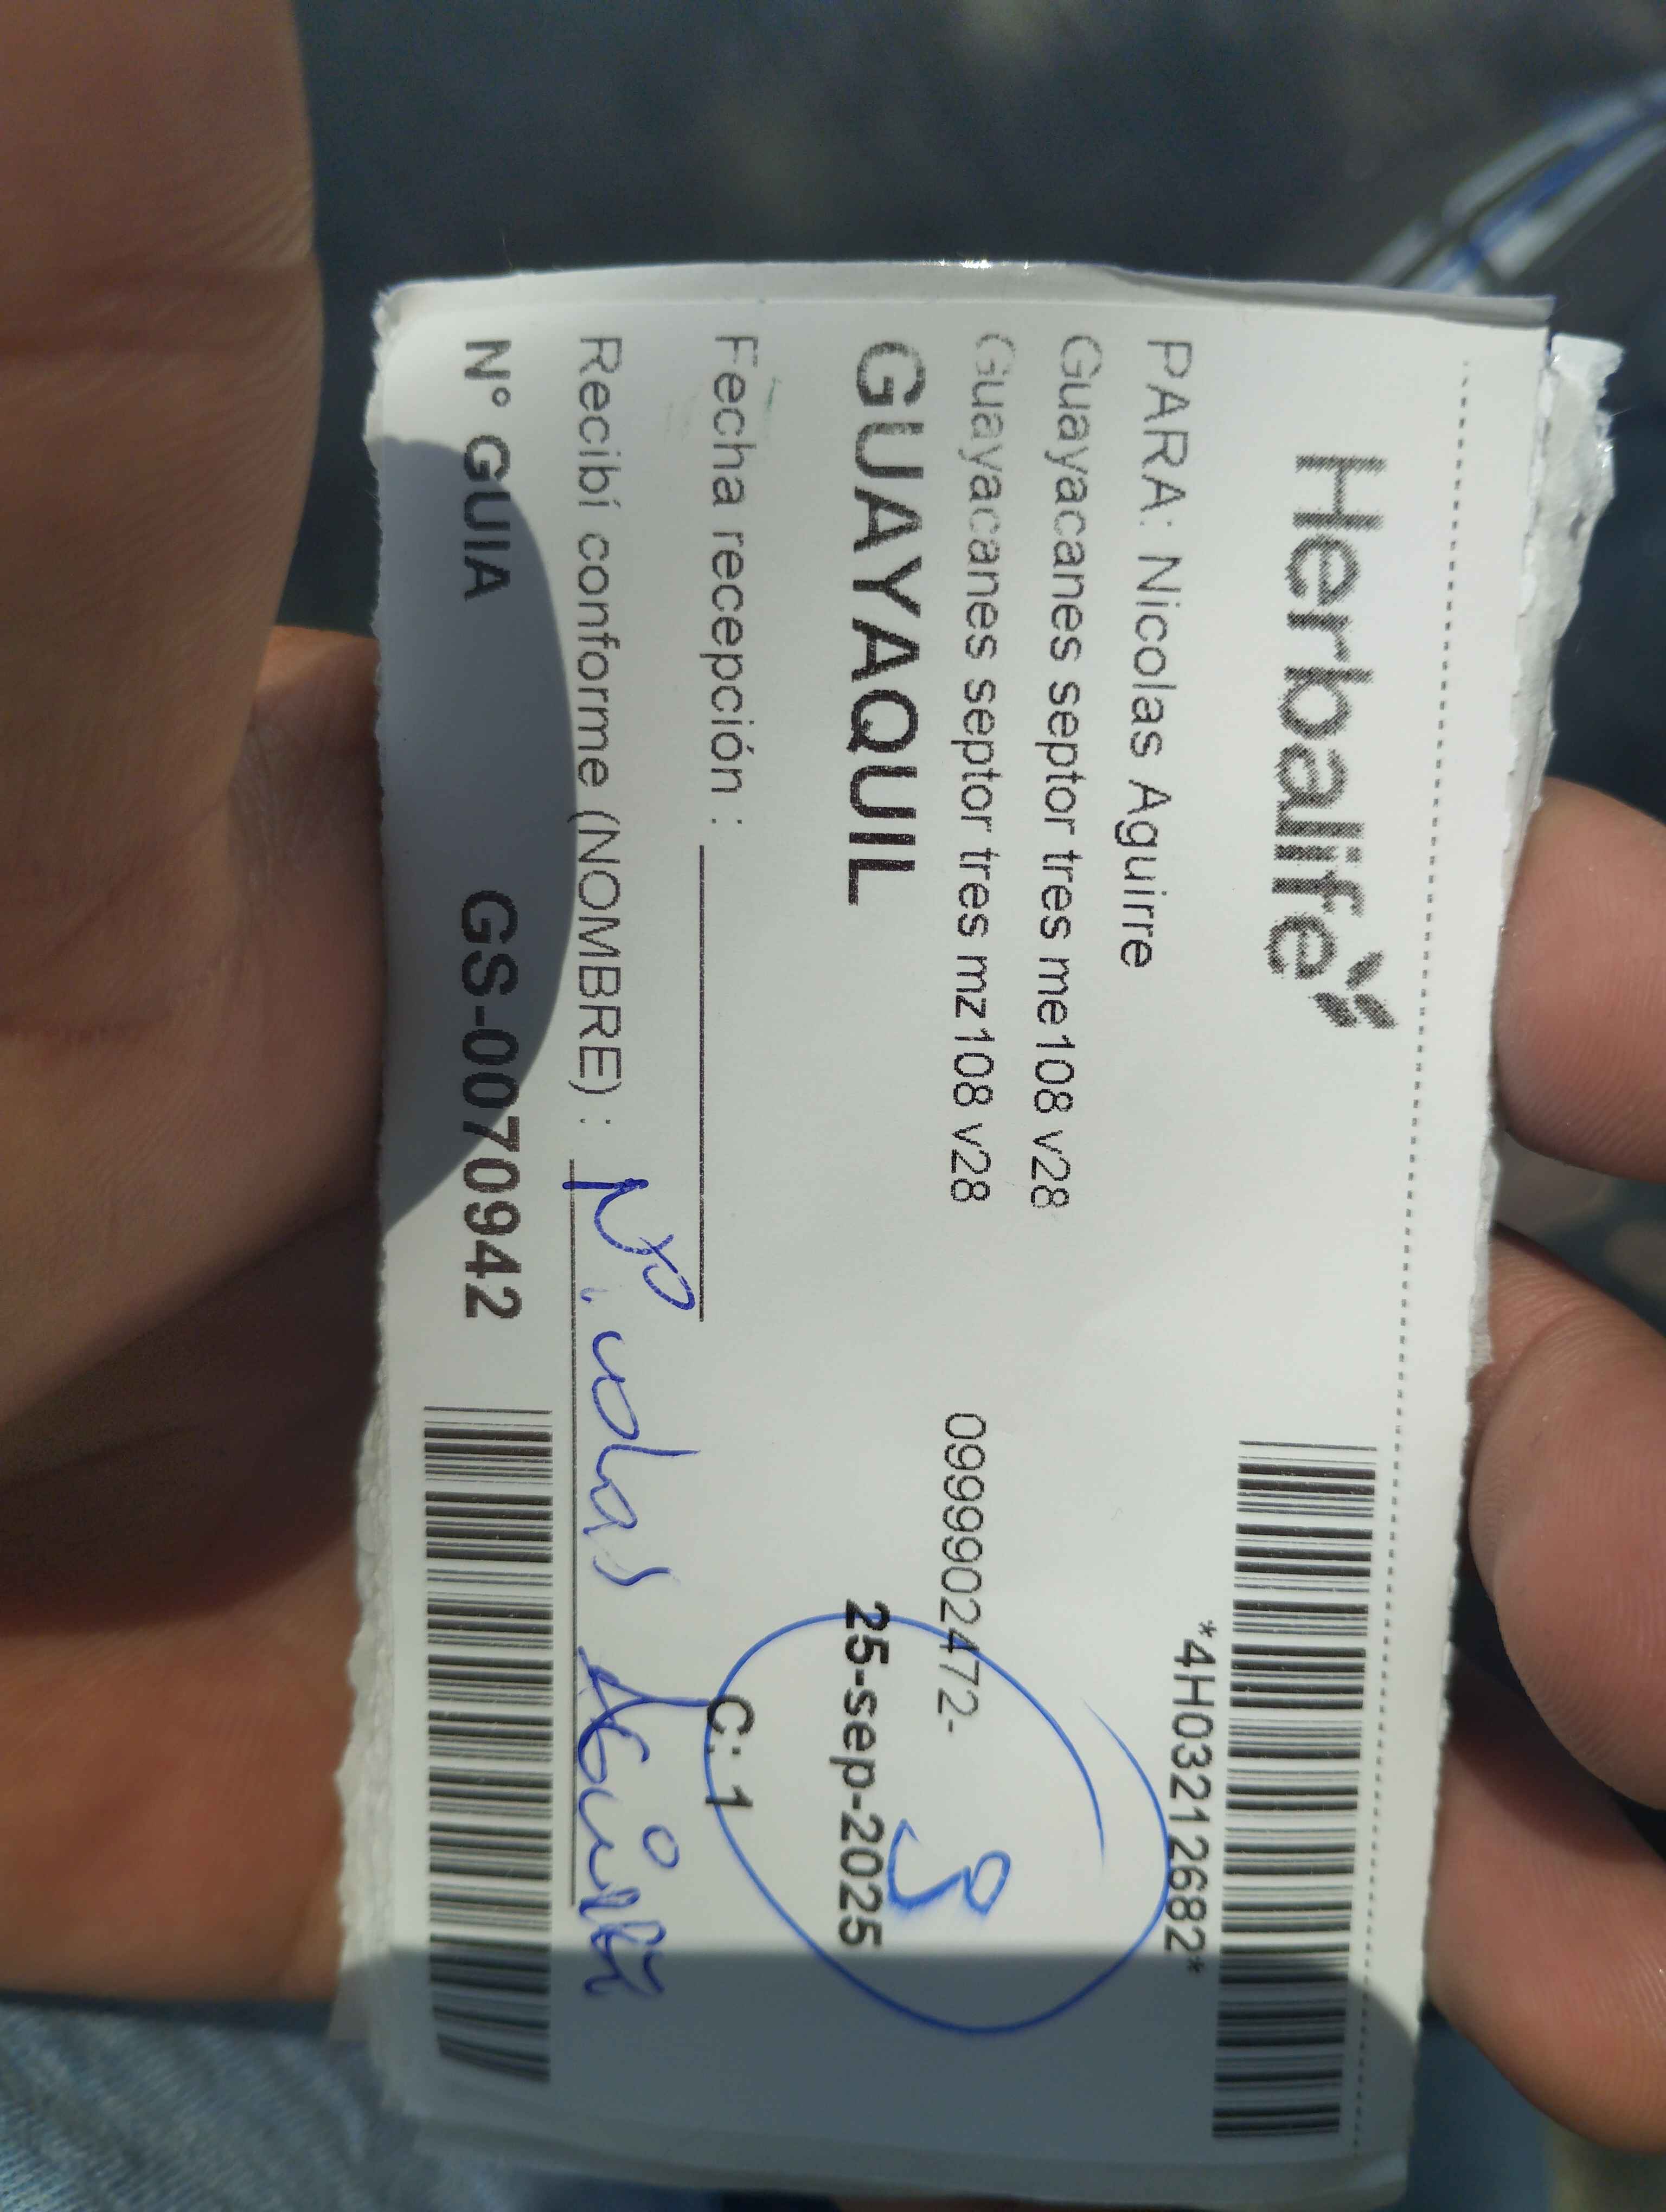 Herbalife
*4H03212682*
PARA: Nicolas Aguirre
Guayacanes septor tres me108 v28
Guayacanes septor tres mz108 v28 0999902472-
GUAYAQUIL 25-sep-2025
Fecha recepción : C: 1
Recibí conforme (NOMBRE) : Nicolas
N° GUIA GS-0070942